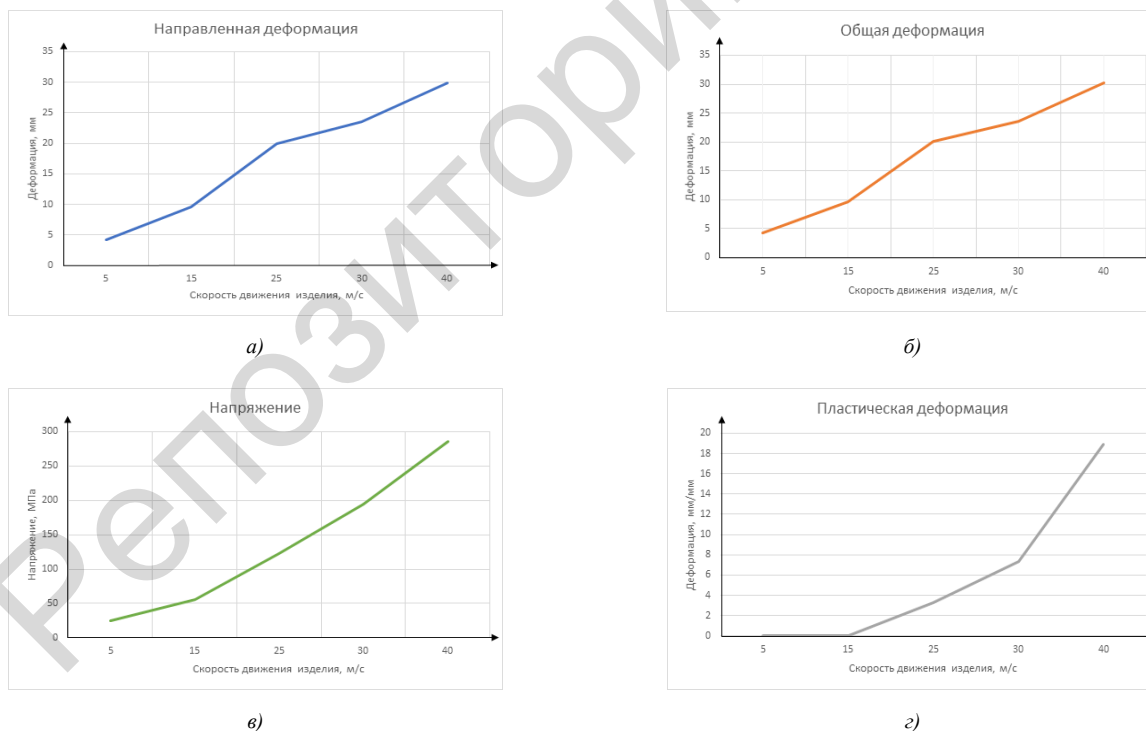 Направленная деформация
35
30
25
20
15
10
5
0
Деформация, мм
5 15 25 30 40
Скорость движения изделия, м/с
а)
Общая деформация
35
30
25
20
15
10
5
0
Деформация, мм
5 15 25 30 40
Скорость движения изделия, м/с
б)
Напряжение
300
250
200
150
100
50
0
Напряжение, МПа
5 15 25 30 40
Скорость движения изделия, м/с
в)
Пластическая деформация
20
18
16
14
12
10
8
6
4
2
0
Деформация, мм/мм
5 15 25 30 40
Скорость движения изделия, м/с
г)
Репозитори